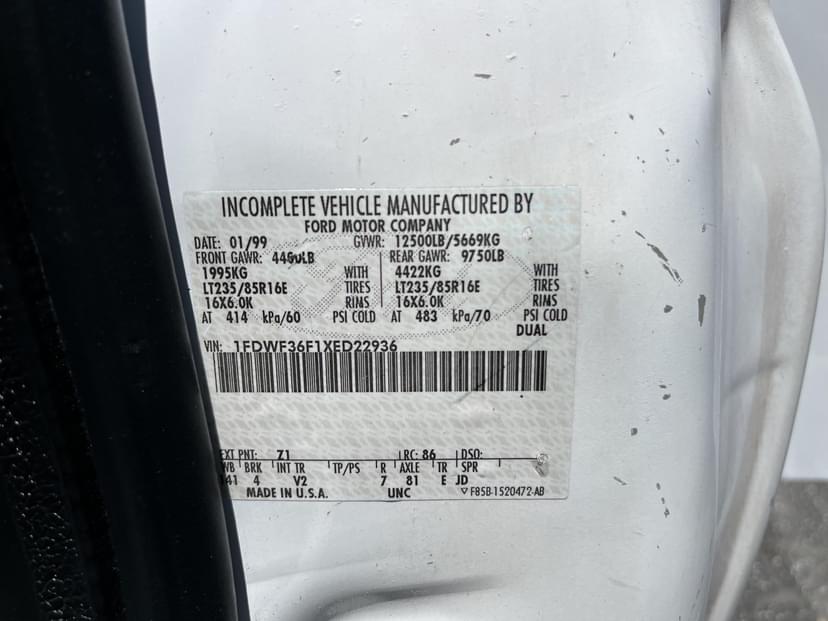 INCOMPLETE VEHICLE MANUFACTURED BY
FORD MOTOR COMPANY
DATE: 01/99 GVWR: 12500LB/5669KG
FRONT GAWR: 4400LB REAR GAWR: 9750LB
1995KG WITH 4422KG WITH
LT235/85R16E TIRES LT235/85R16E TIRES
16X6.0K RIMS 16X6.0K RIMS
AT 414 kPa/60 PSI COLD AT 483 kPa/70 PSI COLD
DUAL
VIN: 1FDWF36F1XED22936
EXT PNT: Z1 RC: 86 DSO:
WB BRK INT TR TP/PS R AXLE TR SPR
141 4 V2 7 81 E JD
MADE IN U.S.A. UNC F85B-1520472-AB